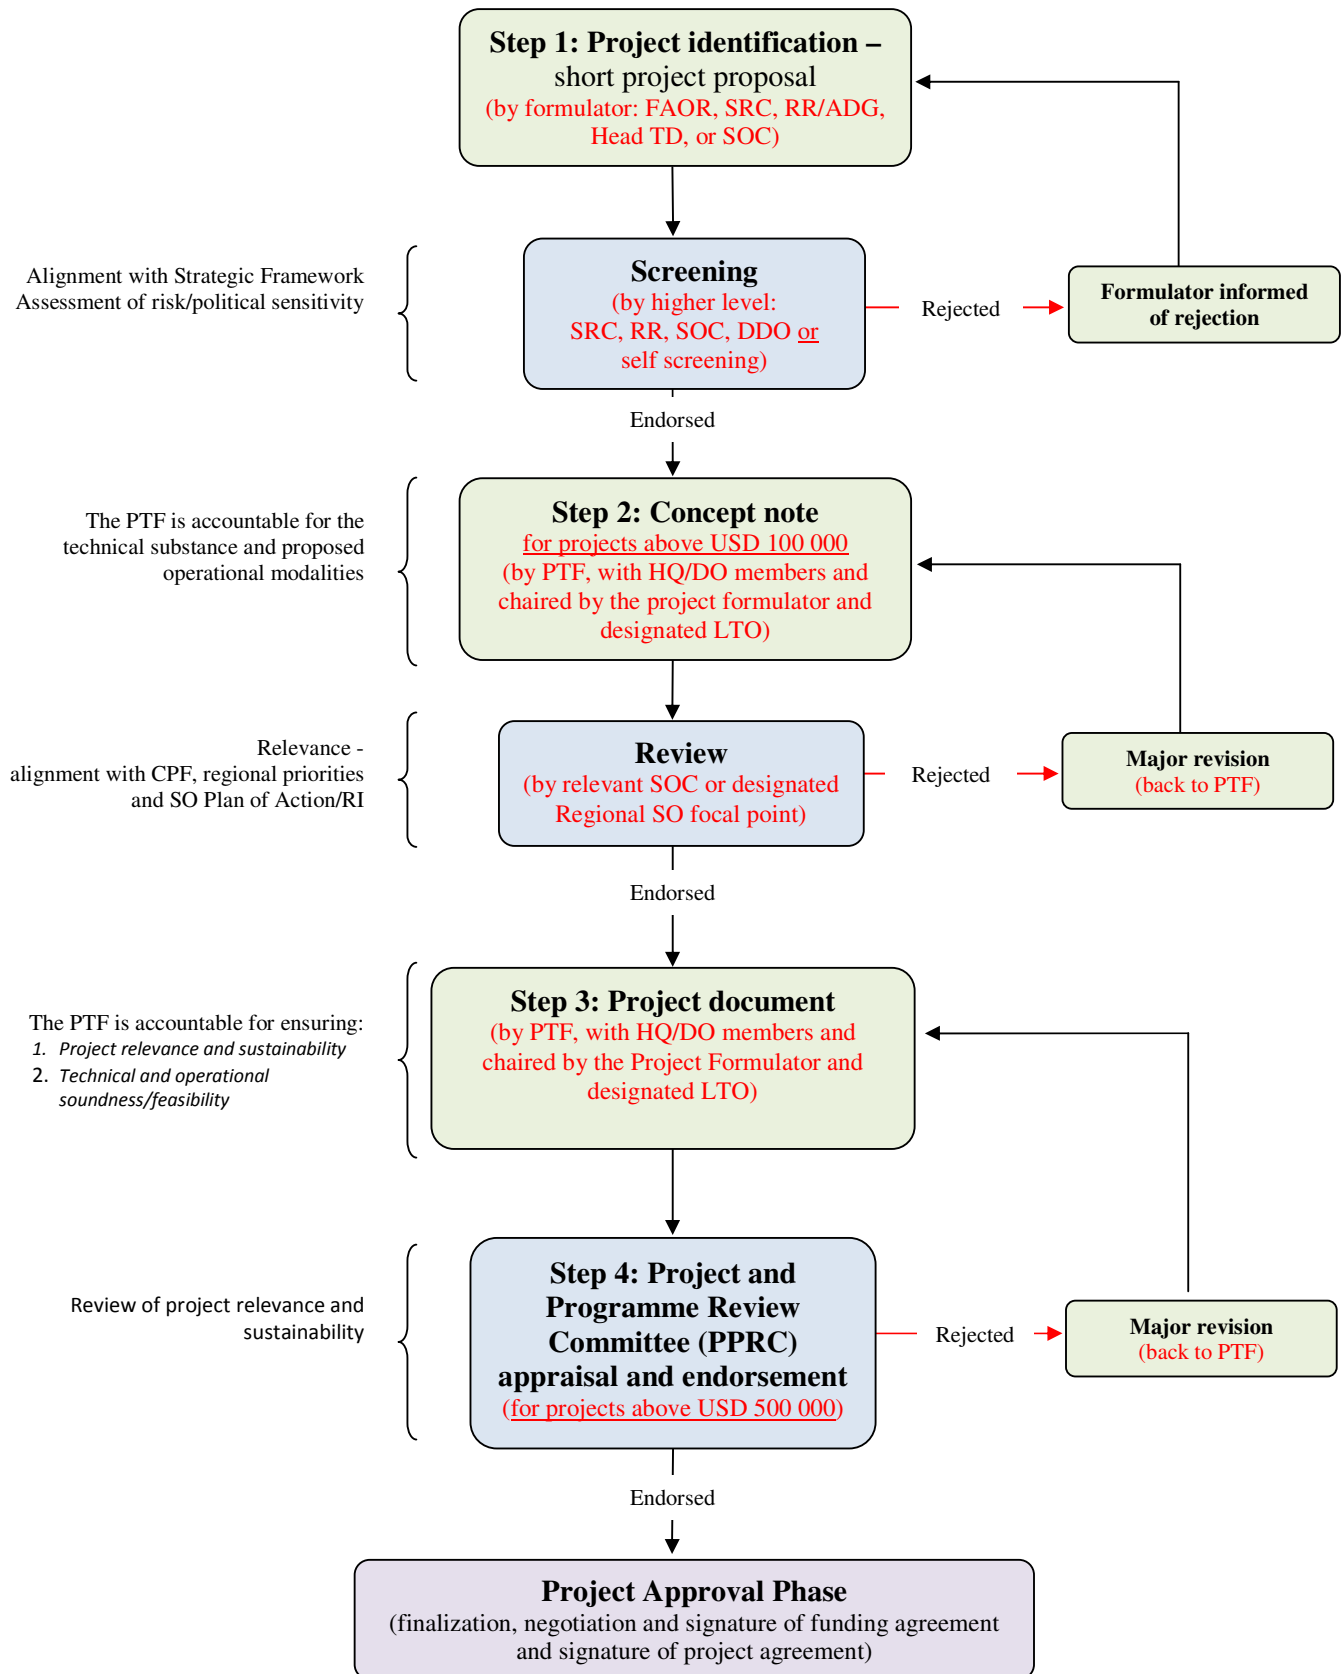 Step 1: Project identification –
short project proposal
(by formulator: FAOR, SRC, RR/ADG,
Head TD, or SOC)
Alignment with Strategic Framework
Assessment of risk/political sensitivity
Screening
(by higher level:
SRC, RR, SOC, DDO or
self screening)
Rejected
Formulator informed
of rejection
Endorsed
The PTF is accountable for the
technical substance and proposed
operational modalities
Step 2: Concept note
for projects above USD 100 000
(by PTF, with HQ/DO members and
chaired by the project formulator and
designated LTO)
Relevance -
alignment with CPF, regional priorities
and SO Plan of Action/RI
Review
(by relevant SOC or designated
Regional SO focal point)
Rejected
Major revision
(back to PTF)
Endorsed
The PTF is accountable for ensuring:
1. Project relevance and sustainability
2. Technical and operational
soundness/feasibility
Step 3: Project document
(by PTF, with HQ/DO members and
chaired by the Project Formulator and
designated LTO)
Review of project relevance and
sustainability
Step 4: Project and
Programme Review
Committee (PPRC)
appraisal and endorsement
(for projects above USD 500 000)
Rejected
Major revision
(back to PTF)
Endorsed
Project Approval Phase
(finalization, negotiation and signature of funding agreement
and signature of project agreement)